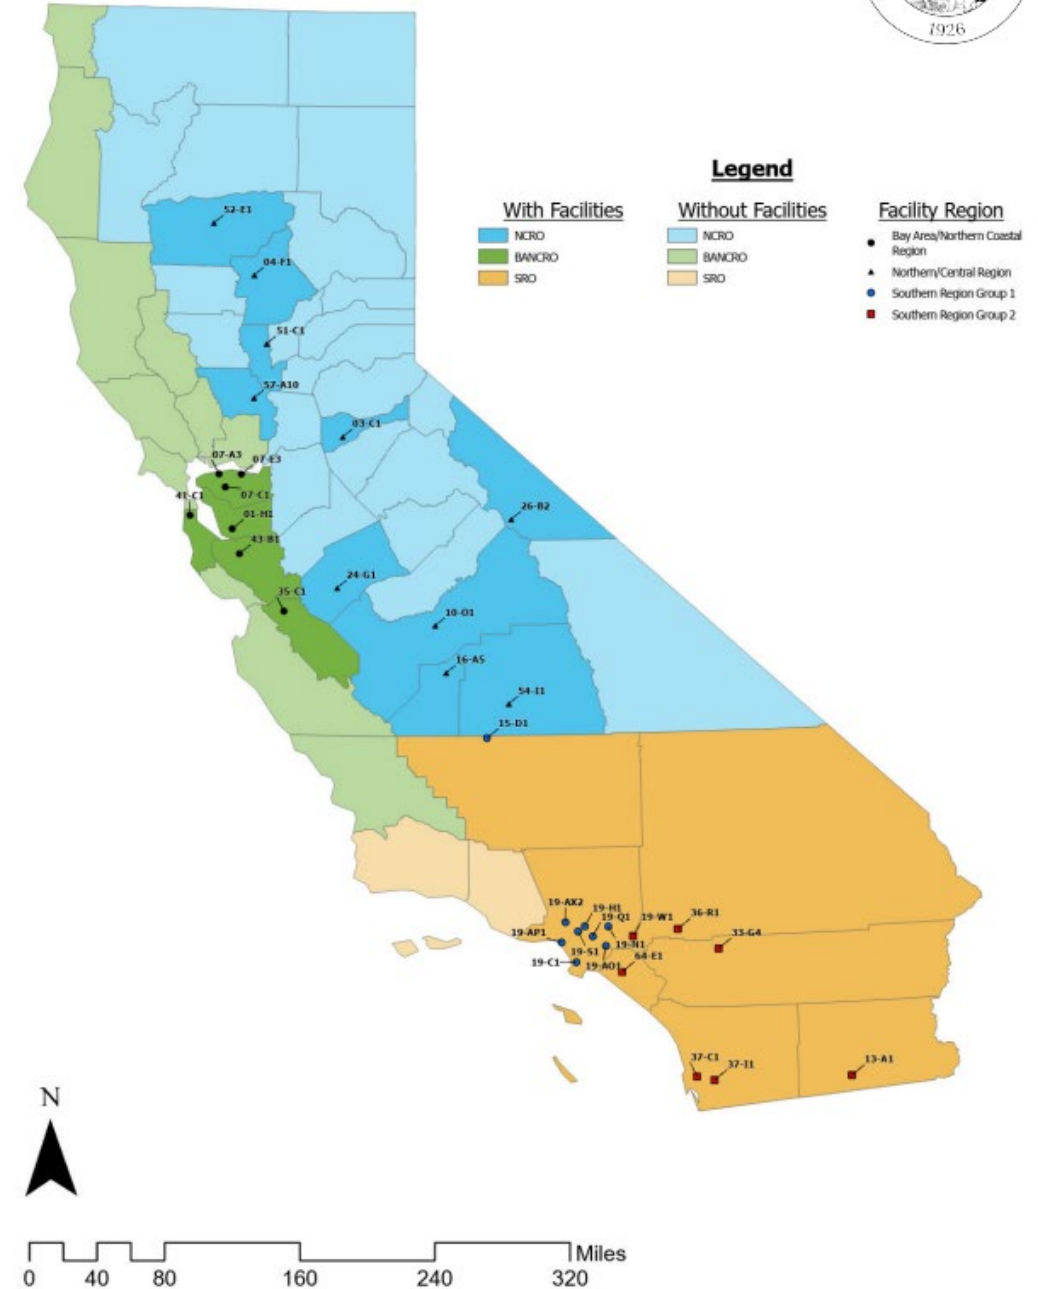 1926
Legend
With Facilities
NCRO
BANCRO
SRO
Without Facilities
NCRO
BANCRO
SRO
Facility Region
Bay Area/Northern Coastal
Region
Northern/Central Region
Southern Region Group 1
Southern Region Group 2
52-E1
04-F1
51-C1
57-A10
03-C1
07-A3
07-E3
41-C1
07-C1
01-H1
26-B2
43-B1
24-G1
35-C1
10-O1
16-A5
54-I1
15-D1
19-AX2
19-H1
19-Q1
19-W1
36-R1
19-AP1
19-N1
33-G4
19-S1
64-E1
19-C1
19-AO1
37-C1
37-I1
13-A1
N
Miles
0 40 80 160 240 320